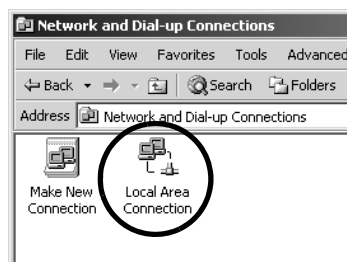 Network and Dial-up Connections
File Edit View Favorites Tools Advanced
Back Search Folders
Address Network and Dial-up Connections
Make New Connection
Local Area Connection